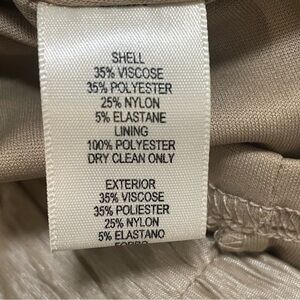 SHELL
35% VISCOSE
35% POLYESTER
25% NYLON
5% ELASTANE
LINING
100% POLYESTER
DRY CLEAN ONLY
EXTERIOR
35% VISCOSE
35% POLIESTER
25% NYLON
5% ELASTANO